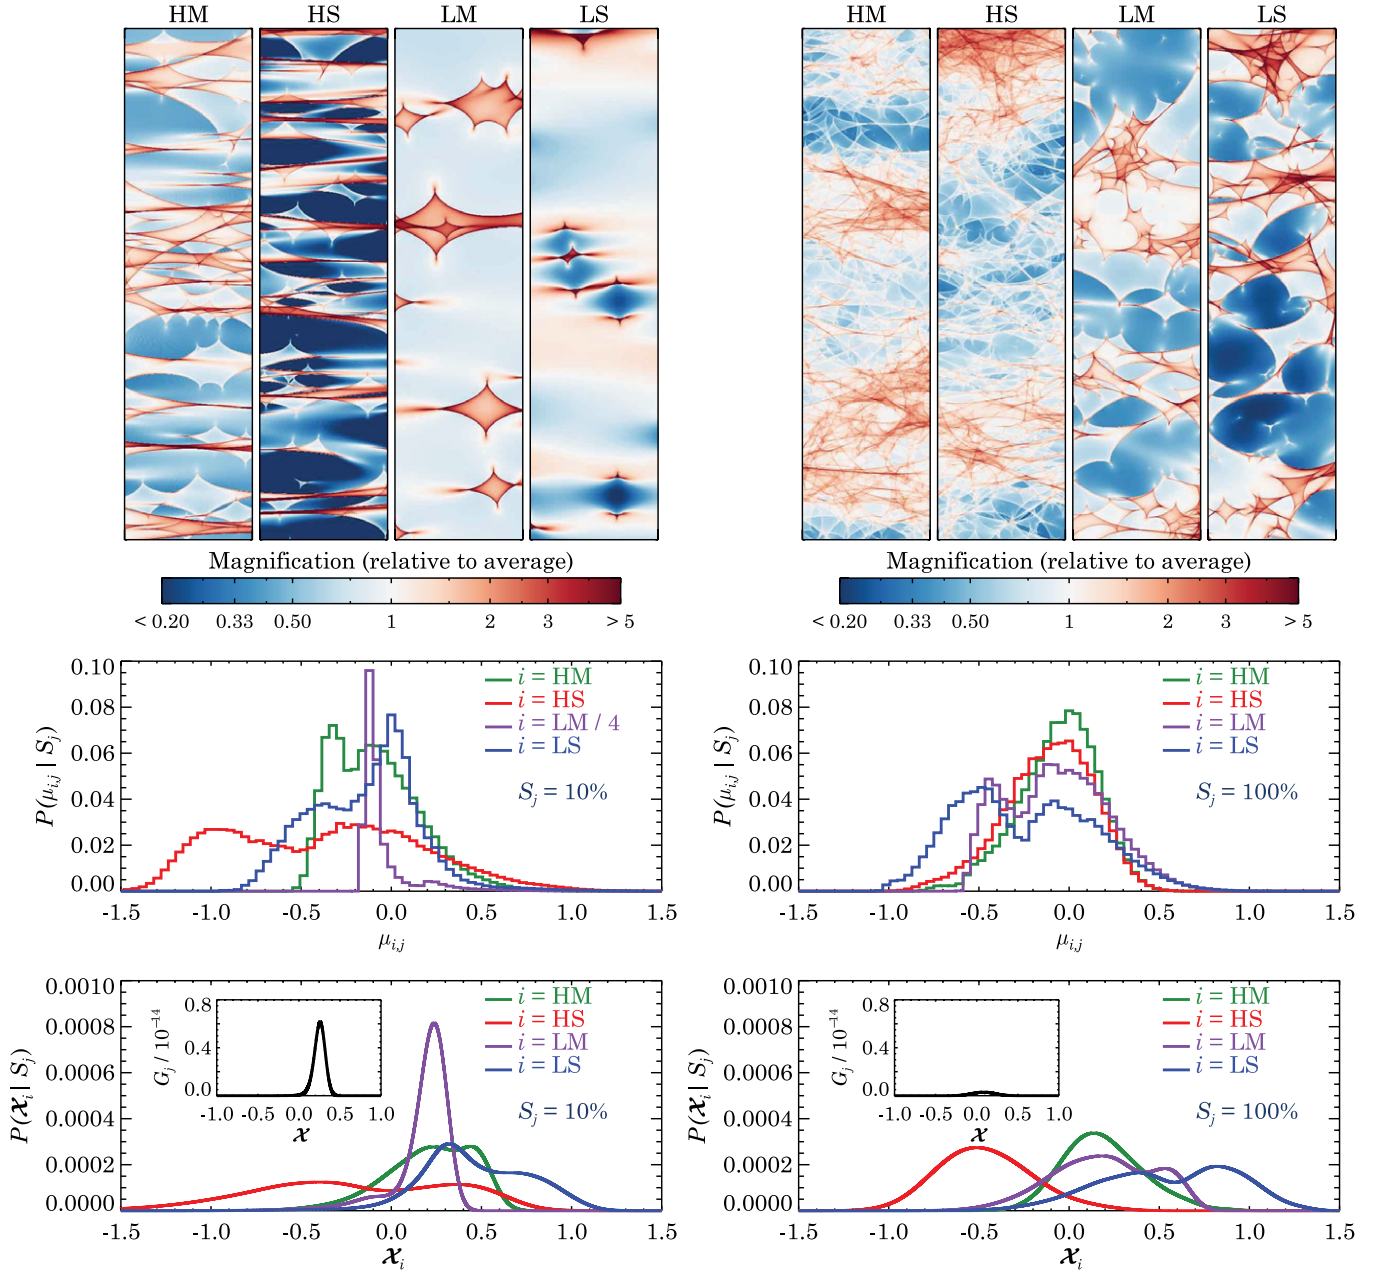 HM HS LM LS
HM HS LM LS
Magnification (relative to average)
< 0.20 0.33 0.50 1 2 3 > 5
Magnification (relative to average)
< 0.20 0.33 0.50 1 2 3 > 5
P(μi,j | Sj)
0.10
0.08
0.06
0.04
0.02
0.00
i = HM
i = HS
i = LM / 4
i = LS
Sj = 10%
-1.5 -1.0 -0.5 0.0 0.5 1.0 1.5
μi,j
P(μi,j | Sj)
0.10
0.08
0.06
0.04
0.02
0.00
i = HM
i = HS
i = LM
i = LS
Sj = 100%
-1.5 -1.0 -0.5 0.0 0.5 1.0 1.5
μi,j
P(𝒳i | Sj)
0.0010
0.0008
0.0006
0.0004
0.0002
0.0000
Gj / 10⁻¹⁴
0.8
0.4
0.0
-1.0 -0.5 0.0 0.5 1.0
𝒳
i = HM
i = HS
i = LM
i = LS
Sj = 10%
-1.5 -1.0 -0.5 0.0 0.5 1.0 1.5
𝒳i
P(𝒳i | Sj)
0.0010
0.0008
0.0006
0.0004
0.0002
0.0000
Gj / 10⁻¹⁴
0.8
0.4
0.0
-1.0 -0.5 0.0 0.5 1.0
𝒳
i = HM
i = HS
i = LM
i = LS
Sj = 100%
-1.5 -1.0 -0.5 0.0 0.5 1.0 1.5
𝒳i